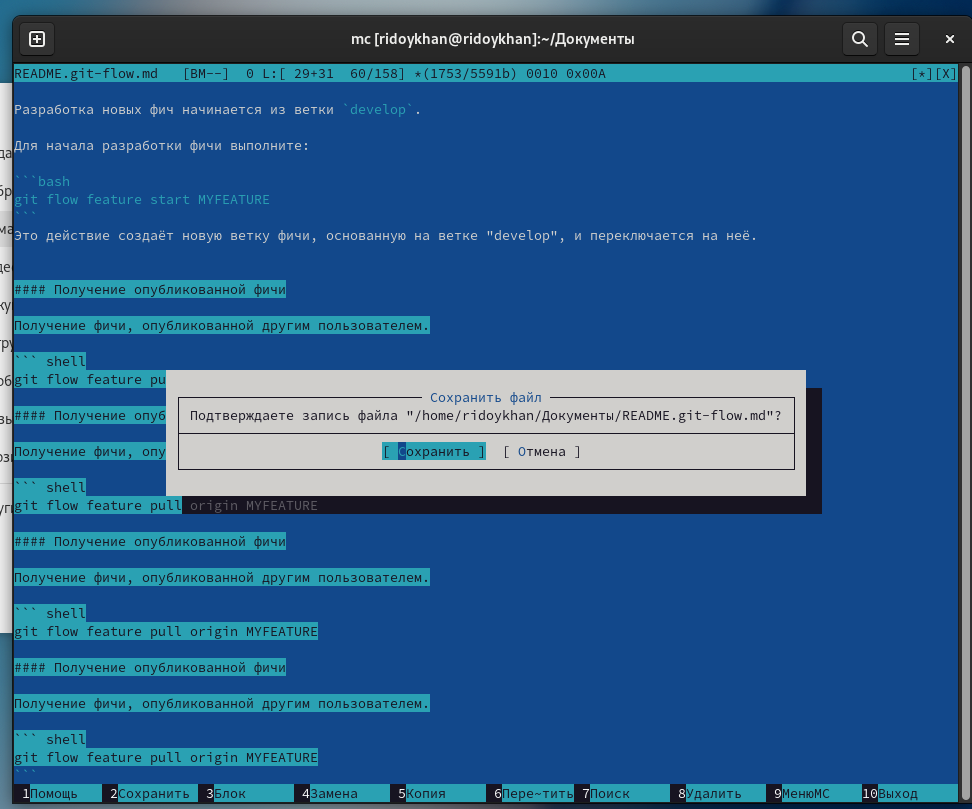 mc [ridoykhan@ridoykhan]:~/Документы
README.git-flow.md   [BM--]  0 L:[ 29+31  60/158] *(1753/5591b) 0010 0x00A   [*][X]
Разработка новых фич начинается из ветки `develop`.
Для начала разработки фичи выполните:
```bash
git flow feature start MYFEATURE
```
Это действие создаёт новую ветку фичи, основанную на ветке "develop", и переключается на неё.
#### Получение опубликованной фичи
Получение фичи, опубликованной другим пользователем.
``` shell
git flow feature pu
#### Получение опуб
Получение фичи, опу
Сохранить файл
Подтверждаете запись файла "/home/ridoykhan/Документы/README.git-flow.md"?
[ Сохранить ]  [ Отмена ]
``` shell
git flow feature pull origin MYFEATURE
#### Получение опубликованной фичи
Получение фичи, опубликованной другим пользователем.
``` shell
git flow feature pull origin MYFEATURE
#### Получение опубликованной фичи
Получение фичи, опубликованной другим пользователем.
``` shell
git flow feature pull origin MYFEATURE
```
1Помощь  2Сохранить  3Блок  4Замена  5Копия  6Пере~тить  7Поиск  8Удалить  9МенюMC  10Выход